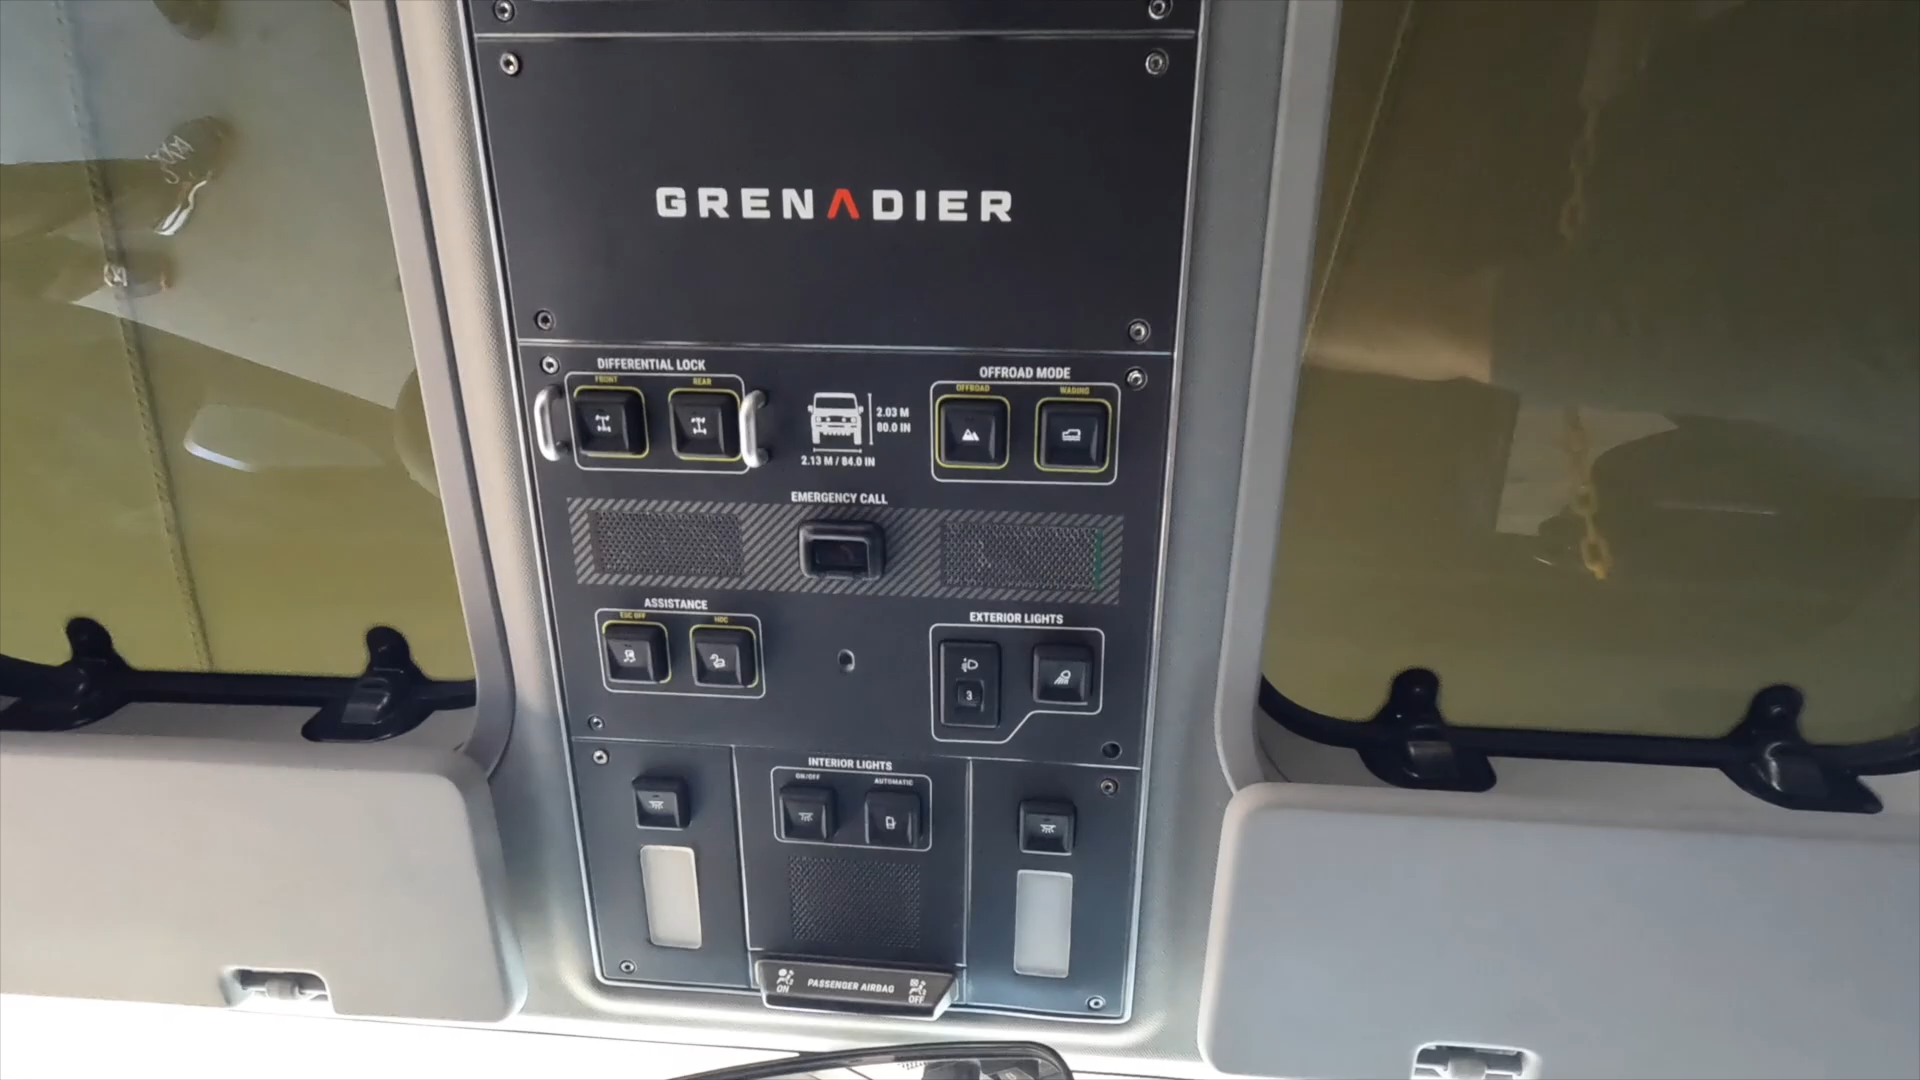 GRENADIER
DIFFERENTIAL LOCK
FRONT
REAR
2.03 M
80.0 IN
2.13 M / 84.0 IN
OFFROAD MODE
OFFROAD
WADING
EMERGENCY CALL
ASSISTANCE
ESC OFF
HDC
EXTERIOR LIGHTS
3
INTERIOR LIGHTS
ON/OFF
AUTOMATIC
ON
PASSENGER AIRBAG
OFF